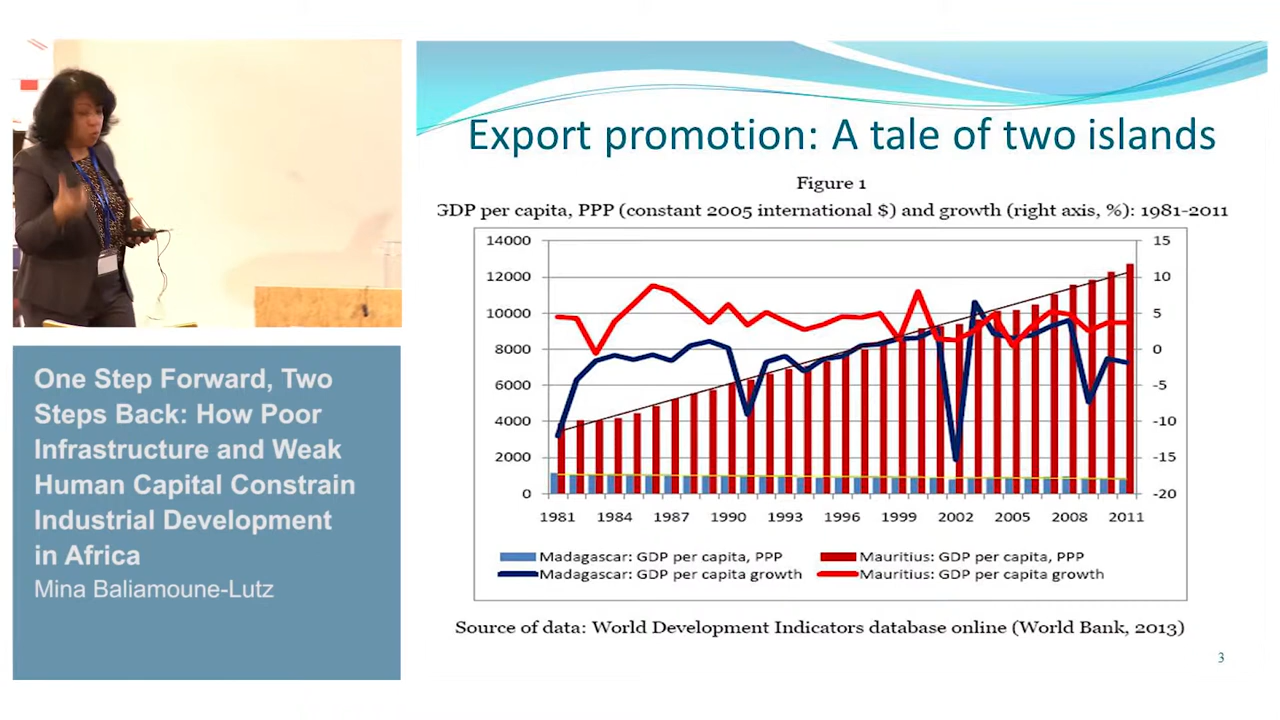 Export promotion: A tale of two islands
Figure 1
GDP per capita, PPP (constant 2005 international $) and growth (right axis, %): 1981-2011
14000
12000
10000
8000
6000
4000
2000
0
15
10
5
0
-5
-10
-15
-20
1981 1984 1987 1990 1993 1996 1999 2002 2005 2008 2011
Madagascar: GDP per capita, PPP
Mauritius: GDP per capita, PPP
Madagascar: GDP per capita growth
Mauritius: GDP per capita growth
Source of data: World Development Indicators database online (World Bank, 2013)
3
One Step Forward, Two
Steps Back: How Poor
Infrastructure and Weak
Human Capital Constrain
Industrial Development
in Africa
Mina Baliamoune-Lutz